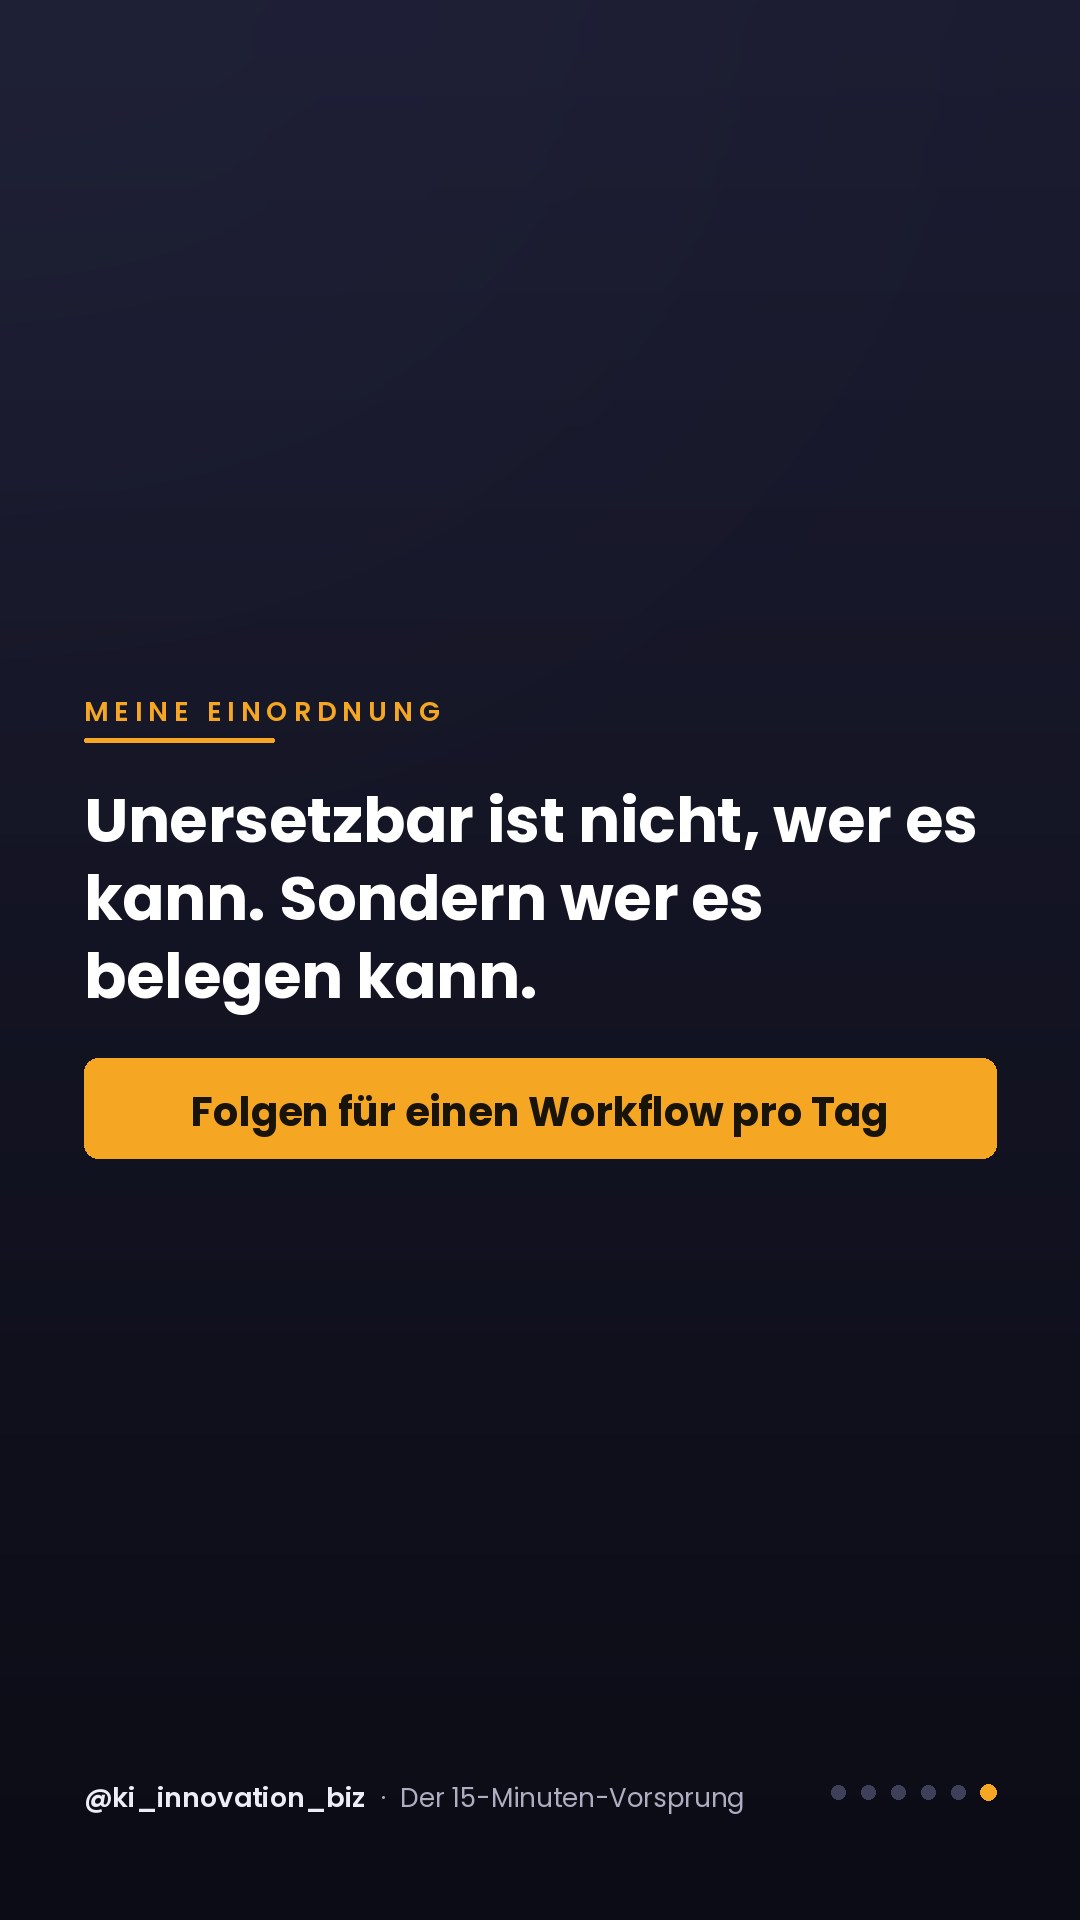 MEINE EINORDNUNG
Unersetzbar ist nicht, wer es
kann. Sondern wer es
belegen kann.
Folgen für einen Workflow pro Tag
@ki_innovation_biz · Der 15-Minuten-Vorsprung